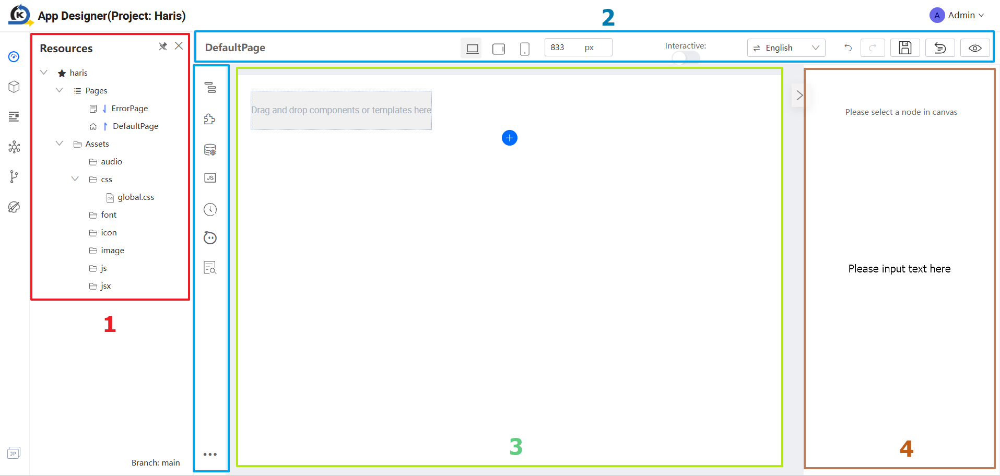 K
App Designer(Project: Haris)
2
A Admin
Resources
haris
Pages
ErrorPage
DefaultPage
Assets
audio
css
css
global.css
font
icon
image
js
jsx
1
JP
Branch: main
DefaultPage
833 px
Interactive:
English
JS
Drag and drop components or templates here
3
Please select a node in canvas
Please input text here
4